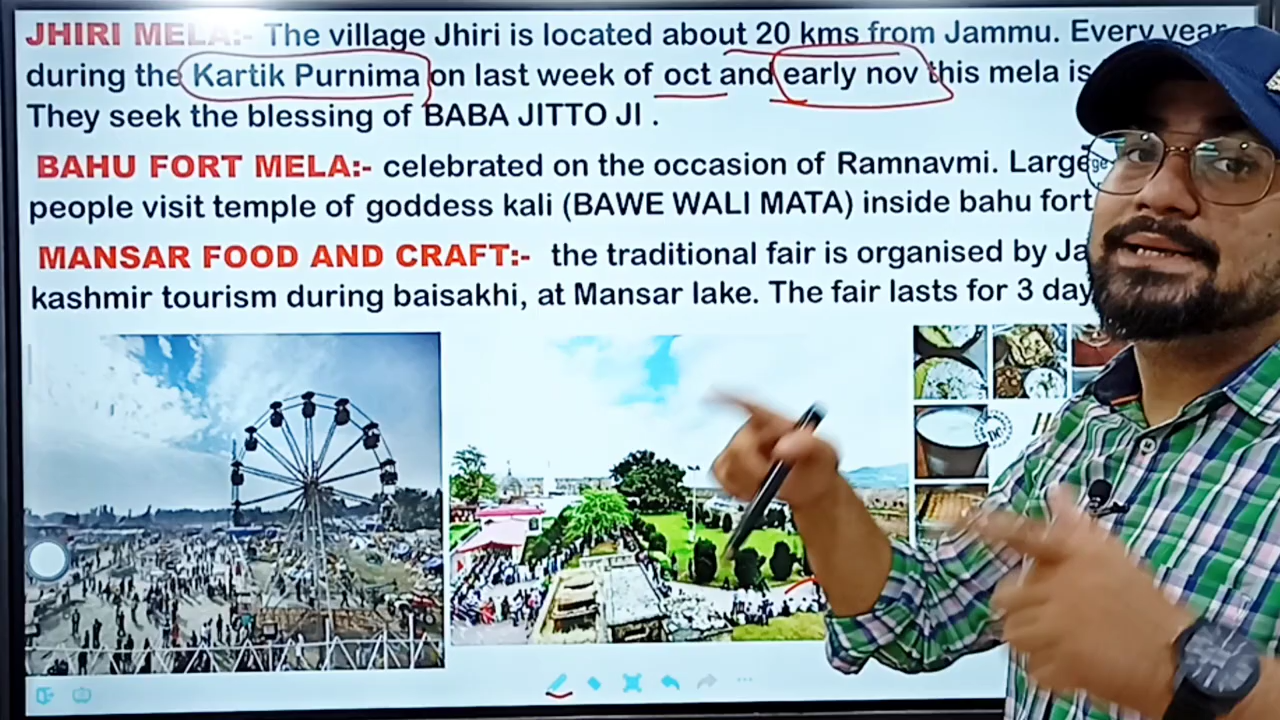 JHIRI MELA:- The village Jhiri is located about 20 kms from Jammu. Every year
during the Kartik Purnima on last week of oct and early nov this mela is
They seek the blessing of BABA JITTO JI .
BAHU FORT MELA:- celebrated on the occasion of Ramnavmi. Large
people visit temple of goddess kali (BAWE WALI MATA) inside bahu fort
MANSAR FOOD AND CRAFT:- the traditional fair is organised by Ja
kashmir tourism during baisakhi, at Mansar lake. The fair lasts for 3 day